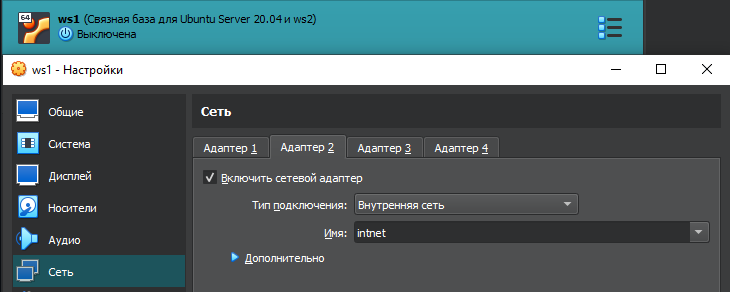 64
ws1 (Связная база для Ubuntu Server 20.04 и ws2)
Выключена
ws1 - Настройки
Общие
Система
Дисплей
Носители
Аудио
Сеть
Сеть
Адаптер 1 Адаптер 2 Адаптер 3 Адаптер 4
Включить сетевой адаптер
Тип подключения: Внутренняя сеть
Имя: intnet
Дополнительно